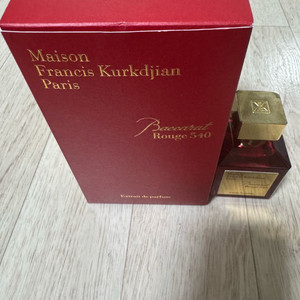 Maison
Francis Kurkdjian
Paris
Baccarat
Rouge 540
Extrait de parfum